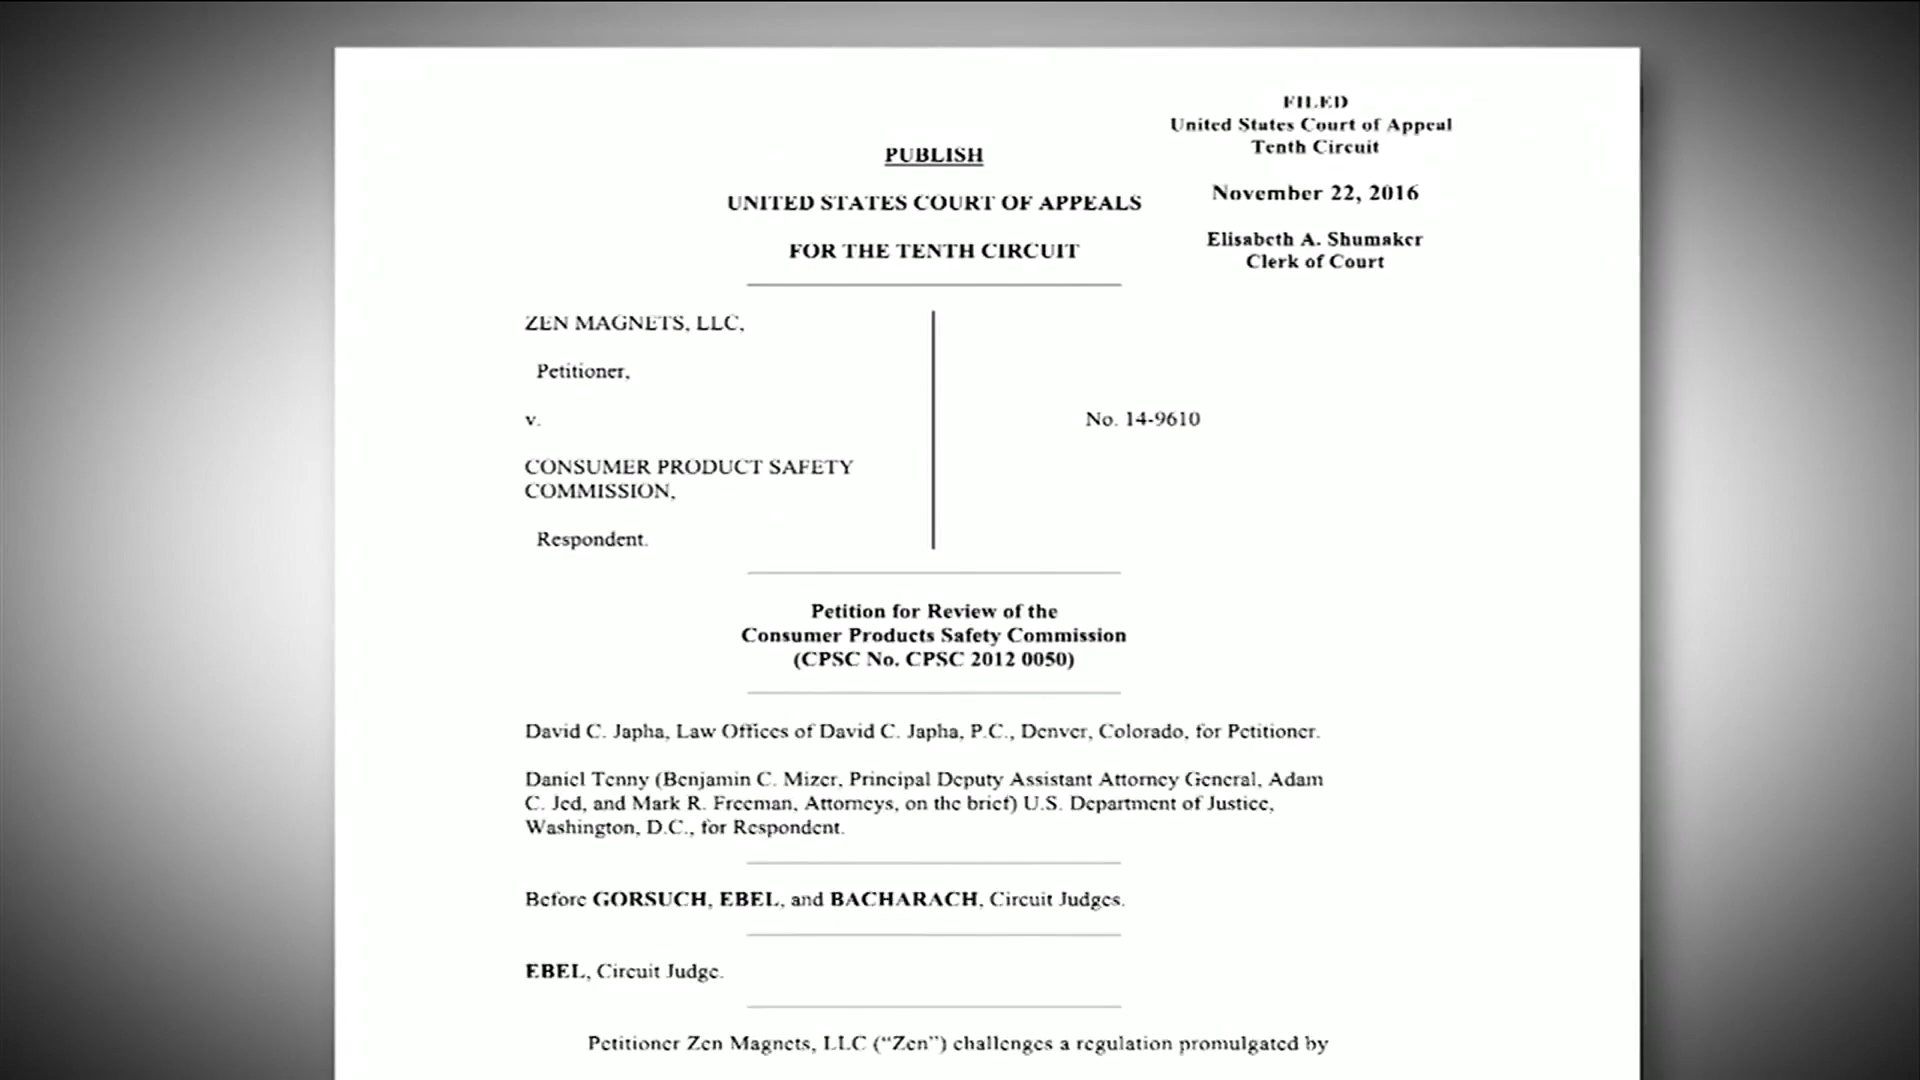 FILED
United States Court of Appeal
Tenth Circuit
November 22, 2016
Elisabeth A. Shumaker
Clerk of Court
PUBLISH
UNITED STATES COURT OF APPEALS
FOR THE TENTH CIRCUIT
ZEN MAGNETS, LLC,
Petitioner,
v.
CONSUMER PRODUCT SAFETY
COMMISSION,
Respondent.
No. 14-9610
Petition for Review of the
Consumer Products Safety Commission
(CPSC No. CPSC 2012 0050)
David C. Japha, Law Offices of David C. Japha, P.C., Denver, Colorado, for Petitioner.
Daniel Tenny (Benjamin C. Mizer, Principal Deputy Assistant Attorney General, Adam
C. Jed, and Mark R. Freeman, Attorneys, on the brief) U.S. Department of Justice,
Washington, D.C., for Respondent.
Before GORSUCH, EBEL, and BACHARACH, Circuit Judges.
EBEL, Circuit Judge.
Petitioner Zen Magnets, LLC (“Zen”) challenges a regulation promulgated by